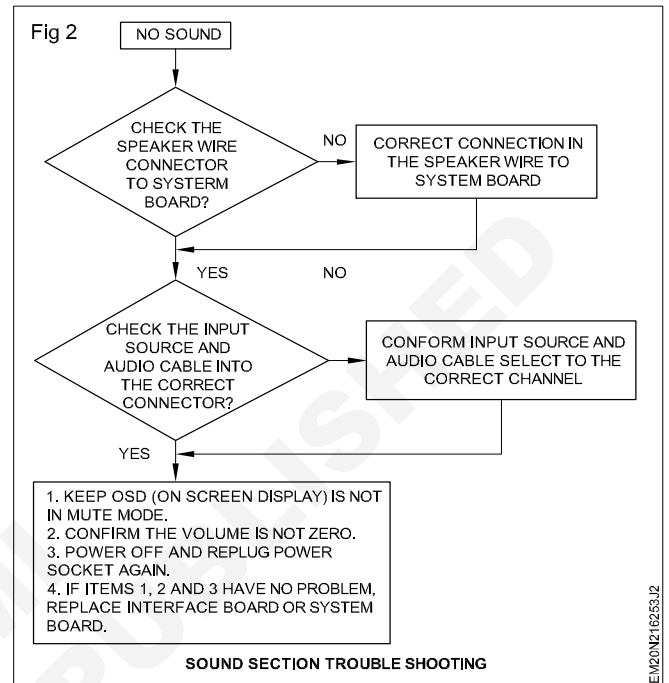 Fig 2
NO SOUND
CHECK THE
SPEAKER WIRE
CONNECTOR
TO SYSTERM
BOARD?
NO
CORRECT CONNECTION IN
THE SPEAKER WIRE TO
SYSTEM BOARD
YES
NO
CHECK THE INPUT
SOURCE AND
AUDIO CABLE INTO
THE CORRECT
CONNECTOR?
CONFORM INPUT SOURCE AND
AUDIO CABLE SELECT TO THE
CORRECT CHANNEL
YES
1. KEEP OSD (ON SCREEN DISPLAY) IS NOT
IN MUTE MODE.
2. CONFIRM THE VOLUME IS NOT ZERO.
3. POWER OFF AND REPLUG POWER
SOCKET AGAIN.
4. IF ITEMS 1, 2 AND 3 HAVE NO PROBLEM,
REPLACE INTERFACE BOARD OR SYSTEM
BOARD.
SOUND SECTION TROUBLE SHOOTING
EM20N216253J2